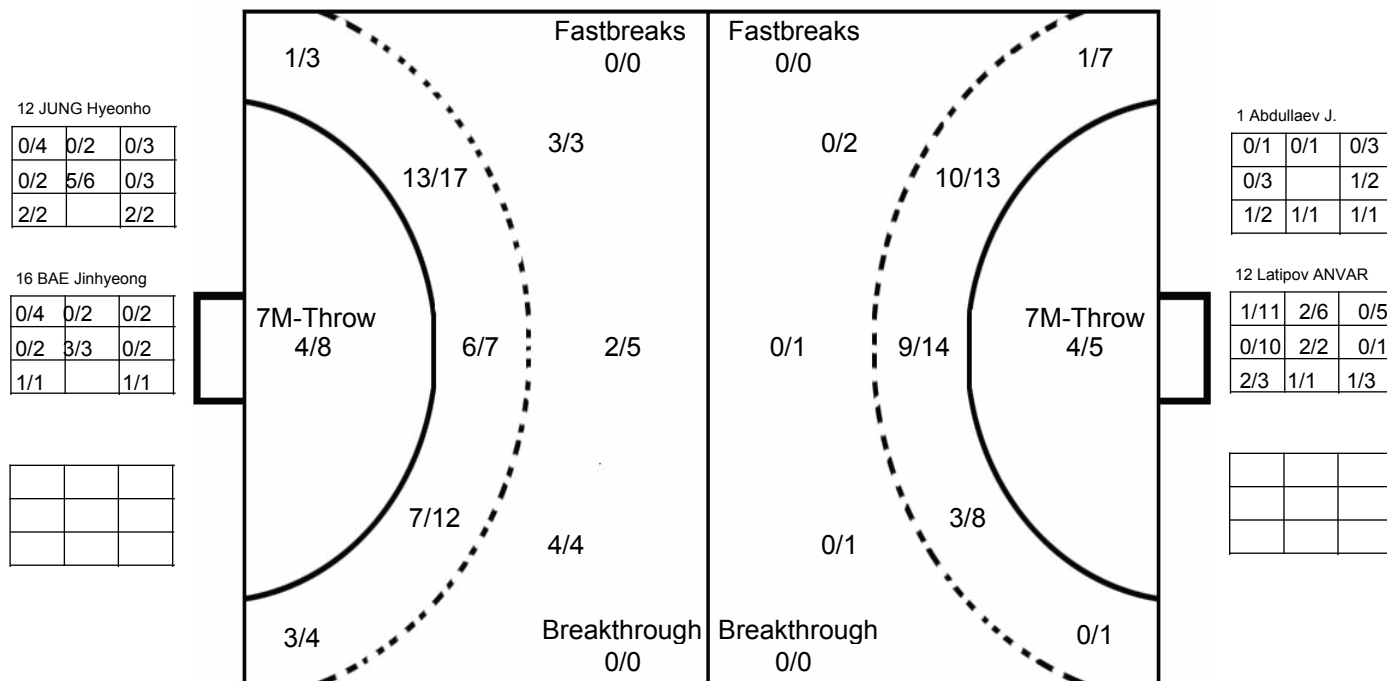 Fastbreaks Fastbreaks
0/0 0/0
1/3 1/7
12 JUNG Hyeonho
0/4 0/2 0/3
0/2 5/6 0/3
2/2 2/2
1 Abdullaev J.
0/1 0/1 0/3
0/3 1/2
1/2 1/1 1/1
3/3 0/2
13/17 10/13
16 BAE Jinhyeong
0/4 0/2 0/2
0/2 3/3 0/2
1/1 1/1
12 Latipov ANVAR
1/11 2/6 0/5
0/10 2/2 0/1
2/3 1/1 1/3
7M-Throw 7M-Throw
4/8 6/7 2/5 0/1 9/14 4/5
7/12 3/8
4/4 0/1
3/4 0/1
Breakthrough Breakthrough
0/0 0/0